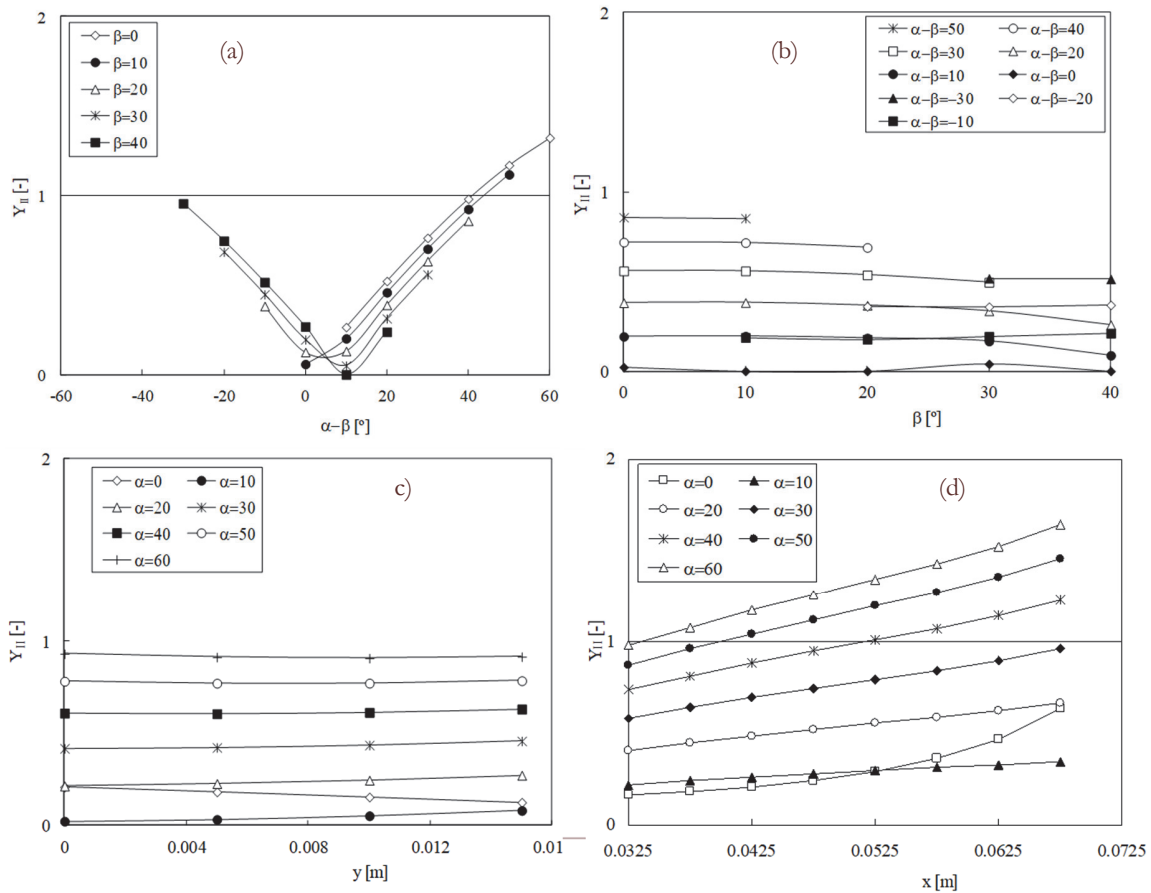 2
(a)
β=0
β=10
β=20
β=30
β=40
Y_II [-]
1
0
-60 -40 -20 0 20 40 60
α−β [º]
2
(b)
α−β=50 α−β=40
α−β=30 α−β=20
α−β=10 α−β=0
α−β=−30 α−β=−20
α−β=−10
Y_II [-]
1
0
0 10 20 30 40
β [º]
2
c)
α=0 α=10
α=20 α=30
α=40 α=50
α=60
Y_II [-]
1
0
0 0.004 0.008 0.012 0.01
y [m]
2
(d)
α=0 α=10
α=20 α=30
α=40 α=50
α=60
Y_II [-]
1
0
0.0325 0.0425 0.0525 0.0625 0.0725
x [m]